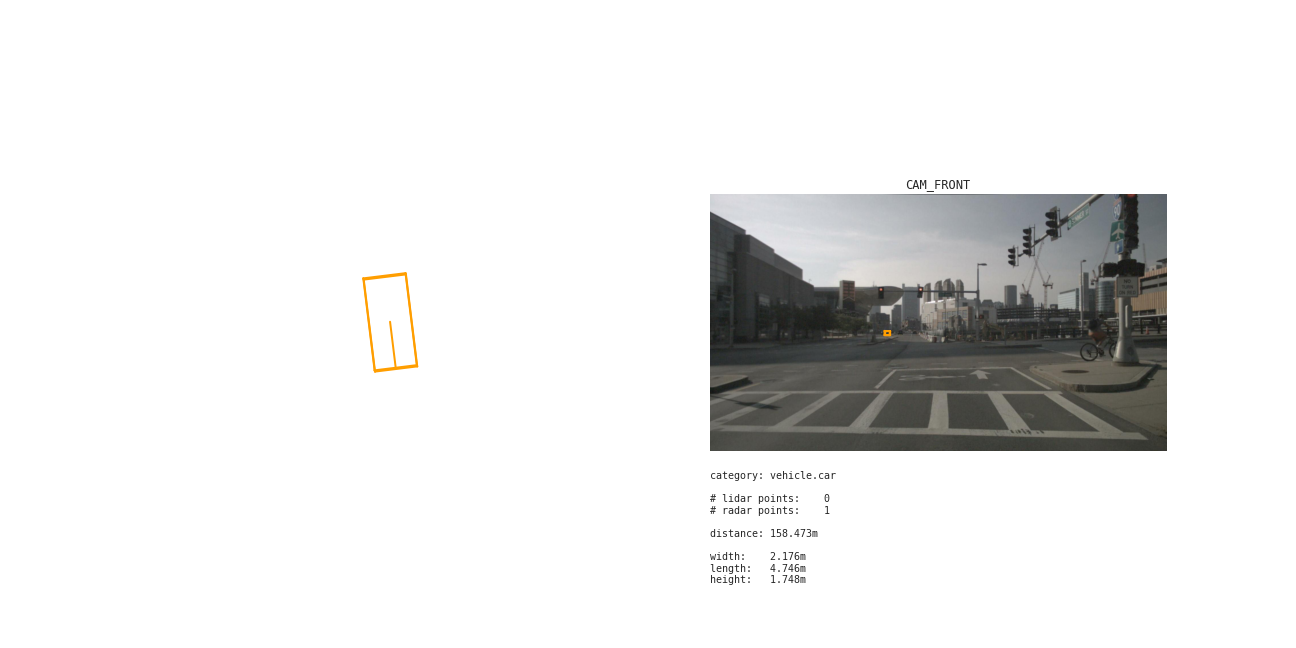 CAM_FRONT
category: vehicle.car
# lidar points: 0
# radar points: 1
distance: 158.473m
width: 2.176m
length: 4.746m
height: 1.748m